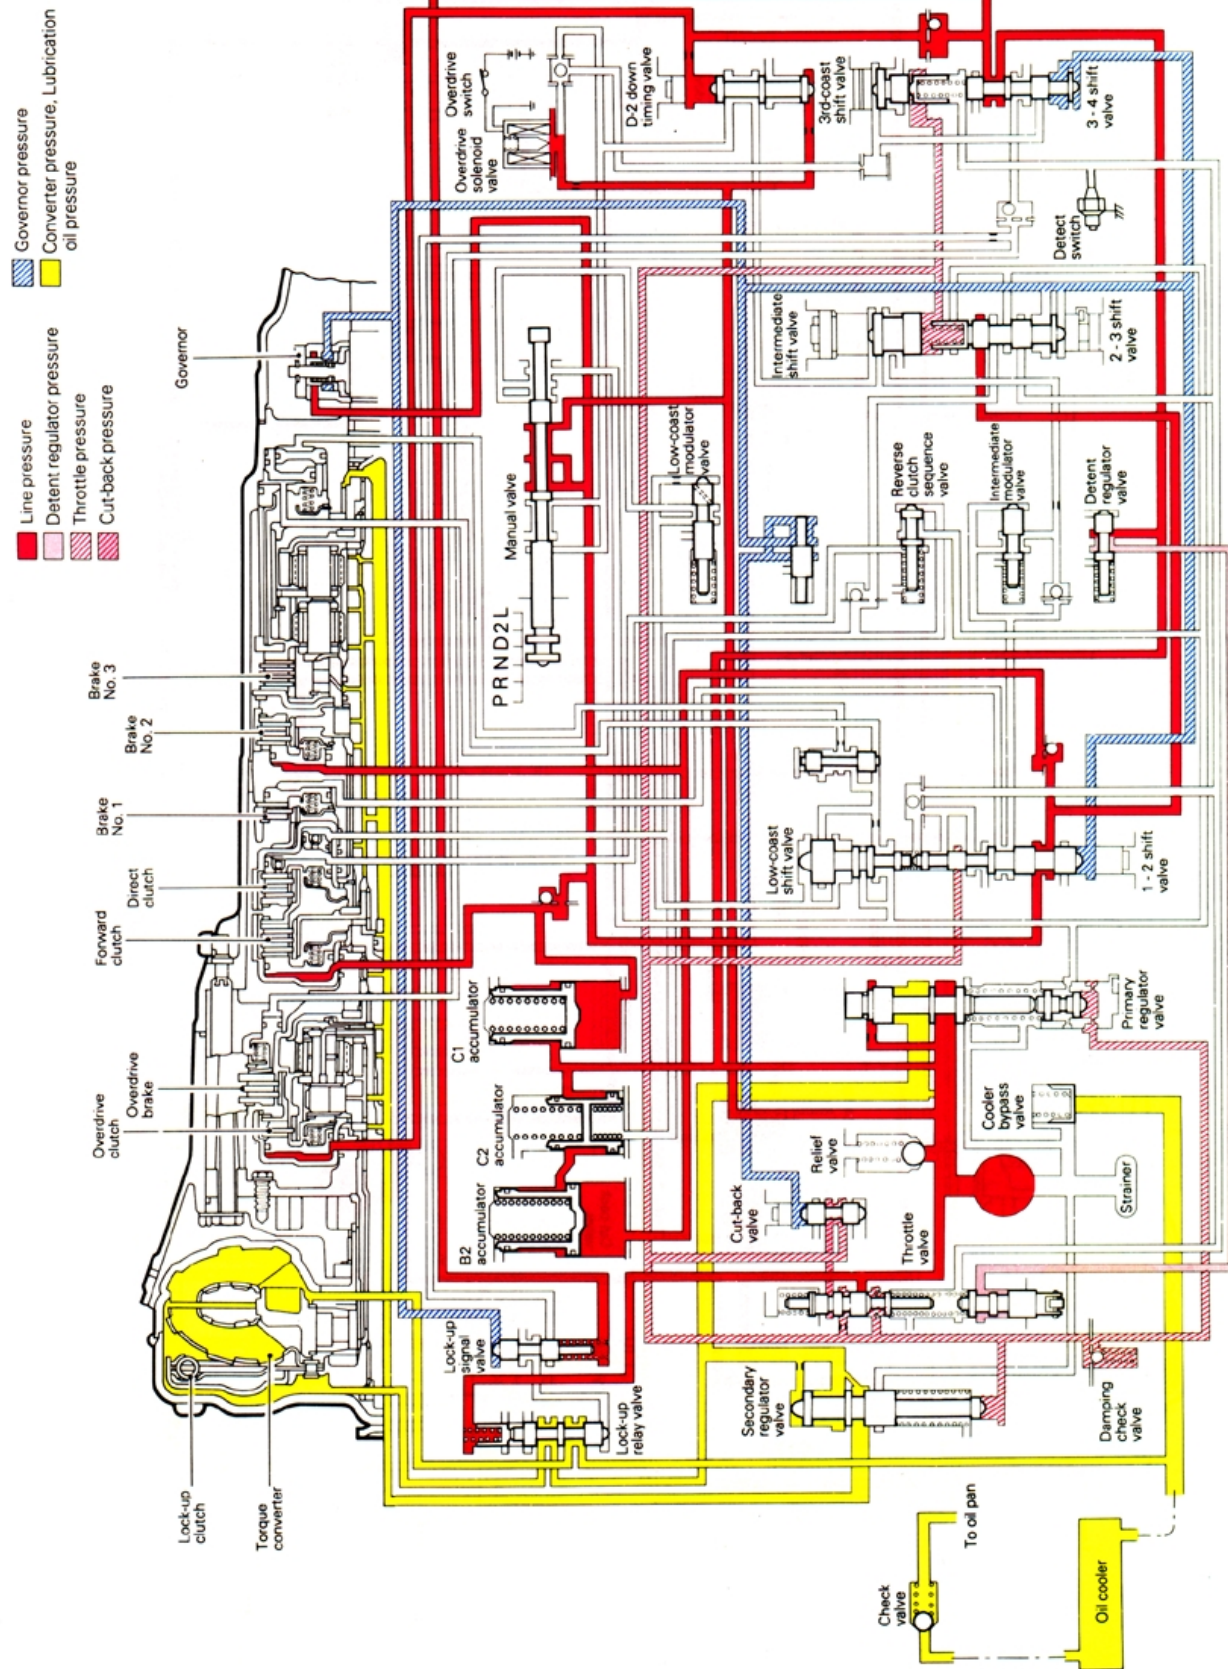 Line pressure
Detent regulator pressure
Throttle pressure
Cut-back pressure
Governor pressure
Converter pressure, Lubrication
oil pressure
Lock-up
clutch
Torque
converter
Overdrive
clutch
Overdrive
brake
Forward
clutch
Direct
clutch
Brake
No. 1
Brake
No. 2
Brake
No. 3
Governor
Lock-up
relay valve
Lock-up
signal
valve
B2
accumulator
C2
accumulator
C1
accumulator
P R N D 2 L
Manual valve
Overdrive
solenoid
valve
Overdrive
switch
D-2 down
timing valve
3rd-coast
shift valve
3 - 4 shift
valve
Detect
switch
Intermediate
shift valve
2 - 3 shift
valve
Low-coast
modulator
valve
Reverse
clutch
sequence
valve
Intermediate
modulator
valve
Detent
regulator
valve
Low-coast
shift valve
1 - 2 shift
valve
Primary
regulator
valve
Cooler
bypass
valve
Relief
valve
Strainer
Cut-back
valve
Throttle
valve
Secondary
regulator
valve
Damping
check
valve
Check
valve
To oil pan
Oil cooler